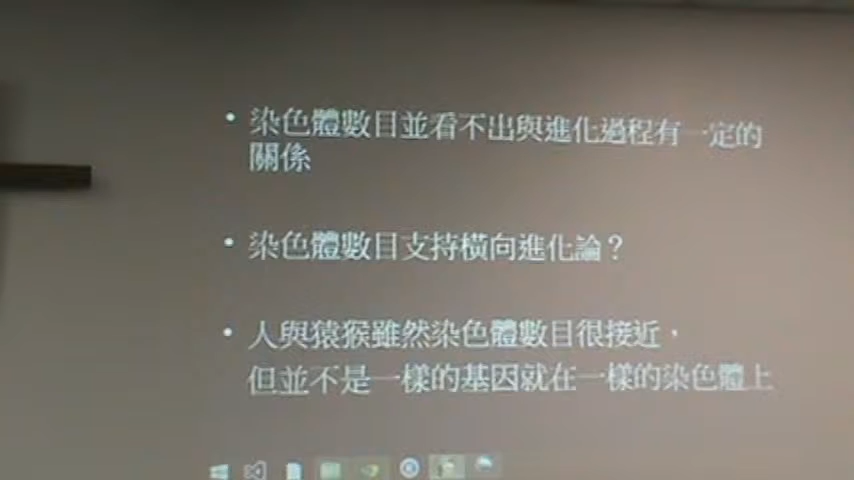 • 染色體數目並看不出與進化過程有一定的
關係
• 染色體數目支持橫向進化論？
• 人與猿猴雖然染色體數目很接近，
但並不是一樣的基因就在一樣的染色體上